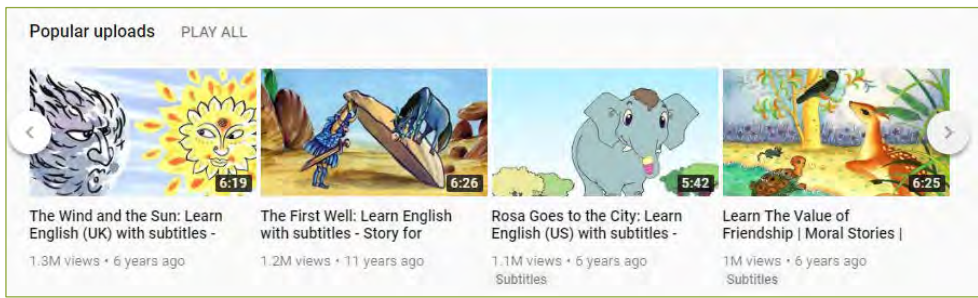 Popular uploads PLAY ALL
6:19
6:26
5:42
6:25
The Wind and the Sun: Learn
English (UK) with subtitles -
1.3M views • 6 years ago
The First Well: Learn English
with subtitles - Story for
1.2M views • 11 years ago
Rosa Goes to the City: Learn
English (US) with subtitles -
1.1M views • 6 years ago
Subtitles
Learn The Value of
Friendship | Moral Stories |
1M views • 6 years ago
Subtitles